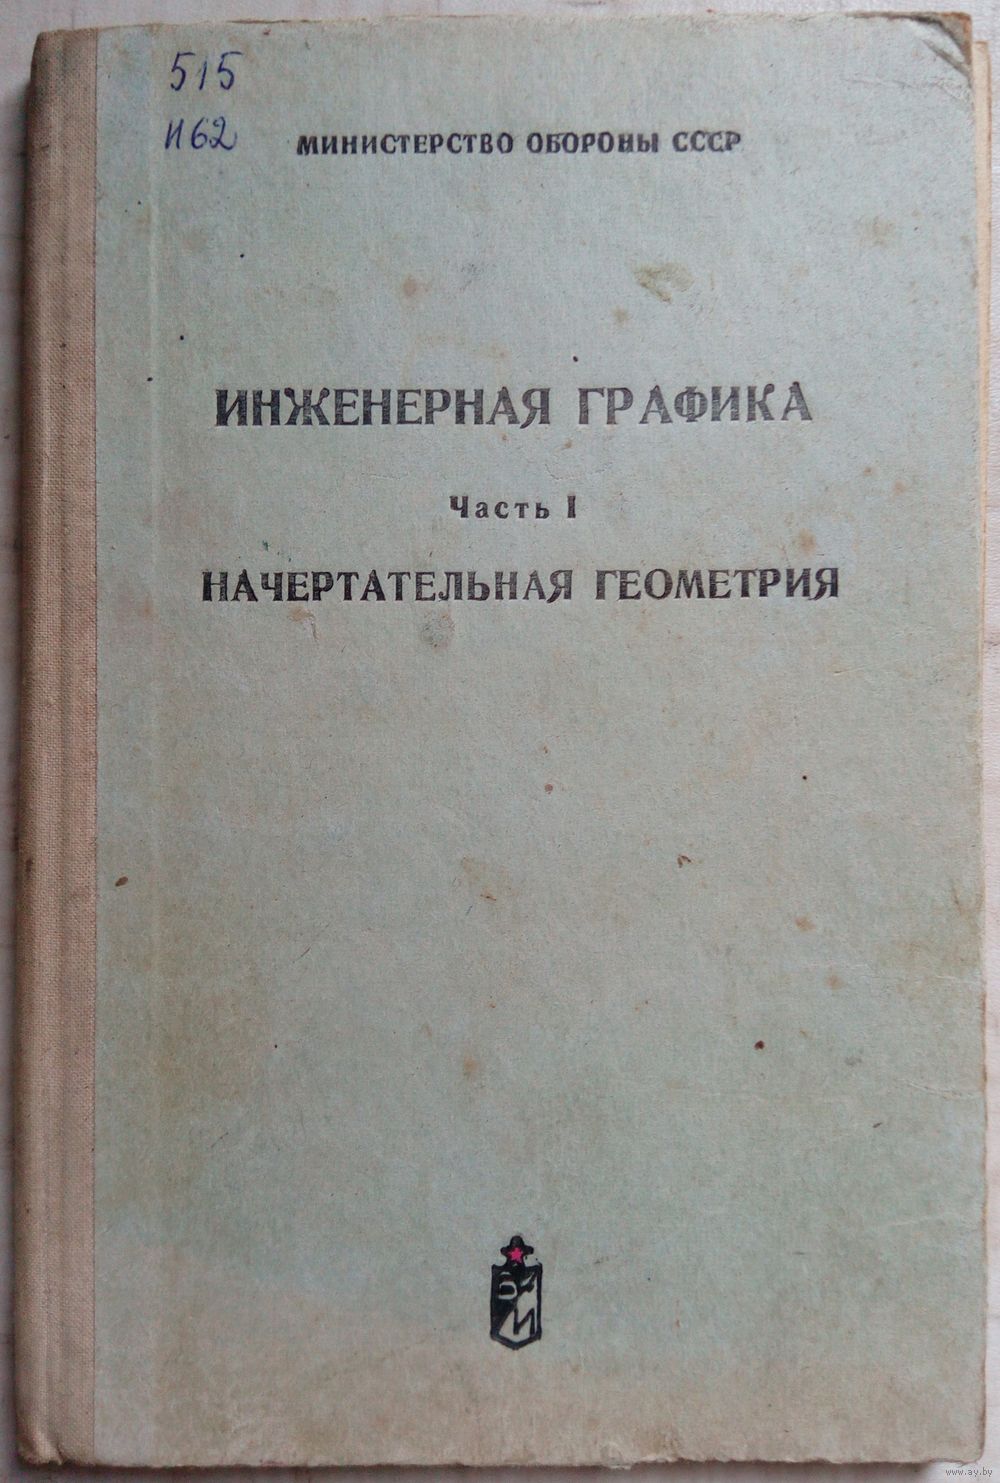 515
И62
МИНИСТЕРСТВО ОБОРОНЫ СССР
ИНЖЕНЕРНАЯ ГРАФИКА
Часть I
НАЧЕРТАТЕЛЬНАЯ ГЕОМЕТРИЯ
www.ay.by